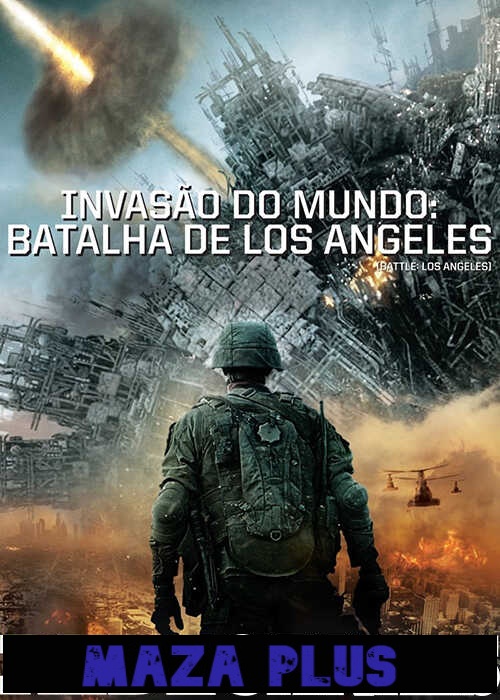 INVASÃO DO MUNDO:
BATALHA DE LOS ANGELES
(BATTLE: LOS ANGELES)
MAZA PLUS